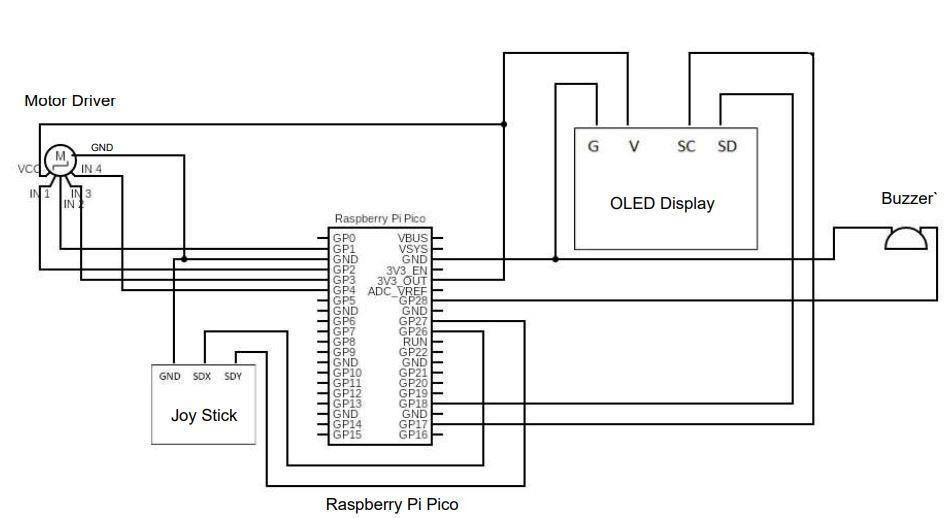 Motor Driver
M
GND
VCC
IN 4
IN 1
IN 3
IN 2
G V SC SD
OLED Display
Buzzer`
Raspberry Pi Pico
GP0 VBUS
GP1 VSYS
GND GND
GP2 3V3_EN
GP3 3V3_OUT
GP4 ADC_VREF
GP5 GP28
GND GND
GP6 GP27
GP7 GP26
GP8 RUN
GP9 GP22
GND GND
GP10 GP21
GP11 GP20
GP12 GP19
GP13 GP18
GND GND
GP14 GP17
GP15 GP16
GND SDX SDY
Joy Stick
Raspberry Pi Pico